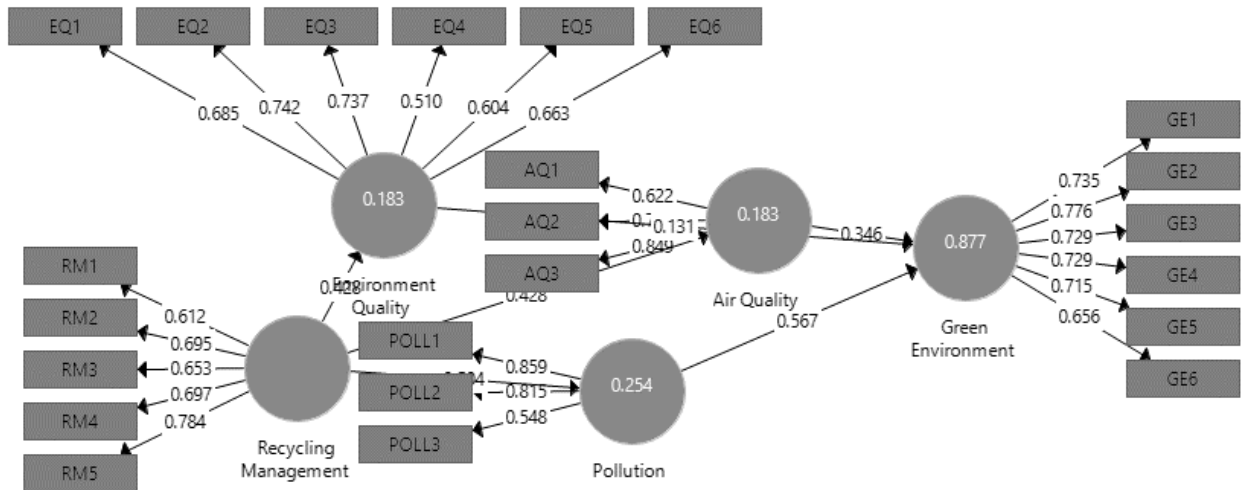 EQ1 EQ2 EQ3 EQ4 EQ5 EQ6
0.685 0.742 0.737 0.510 0.604 0.663
0.183
Environment
Quality
AQ1
AQ2
AQ3
0.622
0.131
0.849
0.183
Air Quality
0.346
0.877
Green
Environment
GE1
GE2
GE3
GE4
GE5
GE6
0.735
0.776
0.729
0.729
0.715
0.656
RM1
RM2
RM3
RM4
RM5
0.612
0.695
0.653
0.697
0.784
Recycling
Management
0.428
0.428
POLL1
POLL2
POLL3
0.859
0.815
0.548
0.254
Pollution
0.567